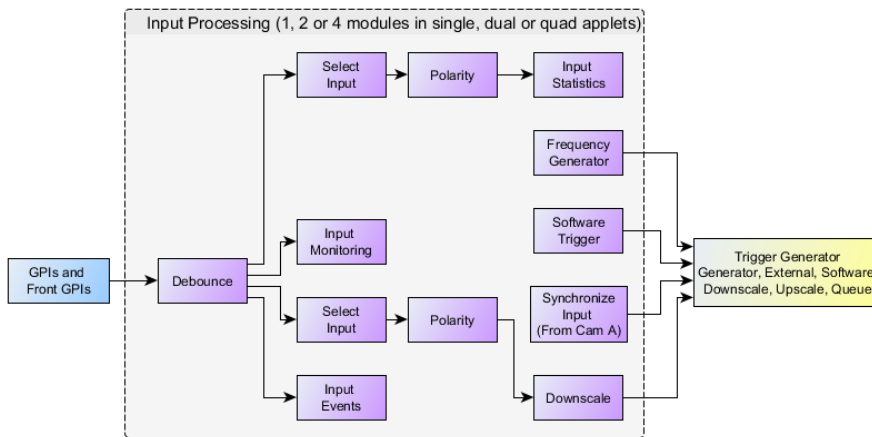 Input Processing (1, 2 or 4 modules in single, dual or quad applets)
Select
Input
Polarity
Input
Statistics
Frequency
Generator
Input
Monitoring
Software
Trigger
GPIs and
Front GPIs
Debounce
Trigger Generator
Generator, External, Software
Downscale, Upscale, Queue
Select
Input
Polarity
Synchronize
Input
(From Cam A)
Input
Events
Downscale